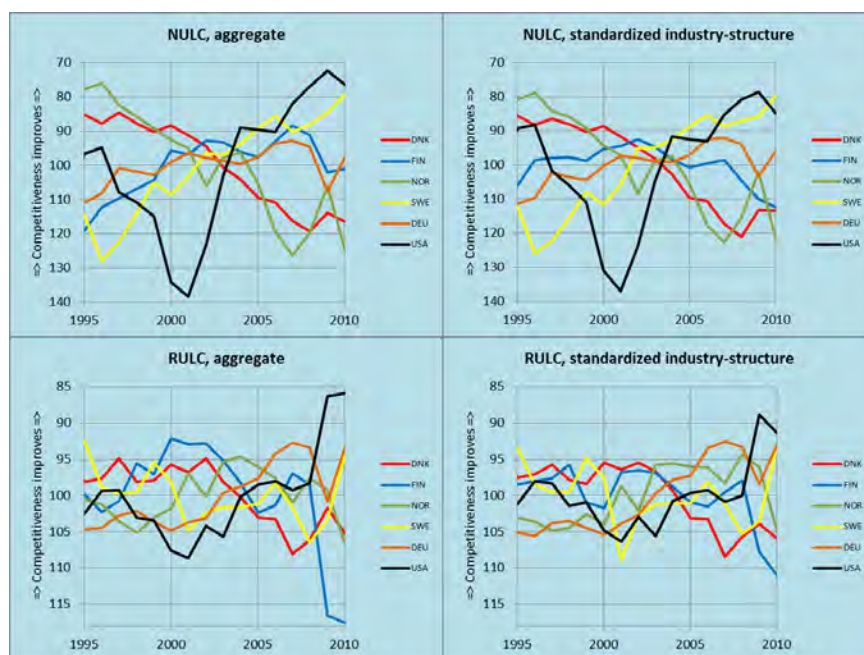 NULC, aggregate
=> Competitiveness improves =>
70
80
90
100
110
120
130
140
1995 2000 2005 2010
DNK
FIN
NOR
SWE
DEU
USA
NULC, standardized industry-structure
=> Competitiveness improves =>
70
80
90
100
110
120
130
140
1995 2000 2005 2010
DNK
FIN
NOR
SWE
DEU
USA
RULC, aggregate
=> Competitiveness improves =>
85
90
95
100
105
110
115
1995 2000 2005 2010
DNK
FIN
NOR
SWE
DEU
USA
RULC, standardized industry-structure
=> Competitiveness improves =>
85
90
95
100
105
110
115
1995 2000 2005 2010
DNK
FIN
NOR
SWE
DEU
USA